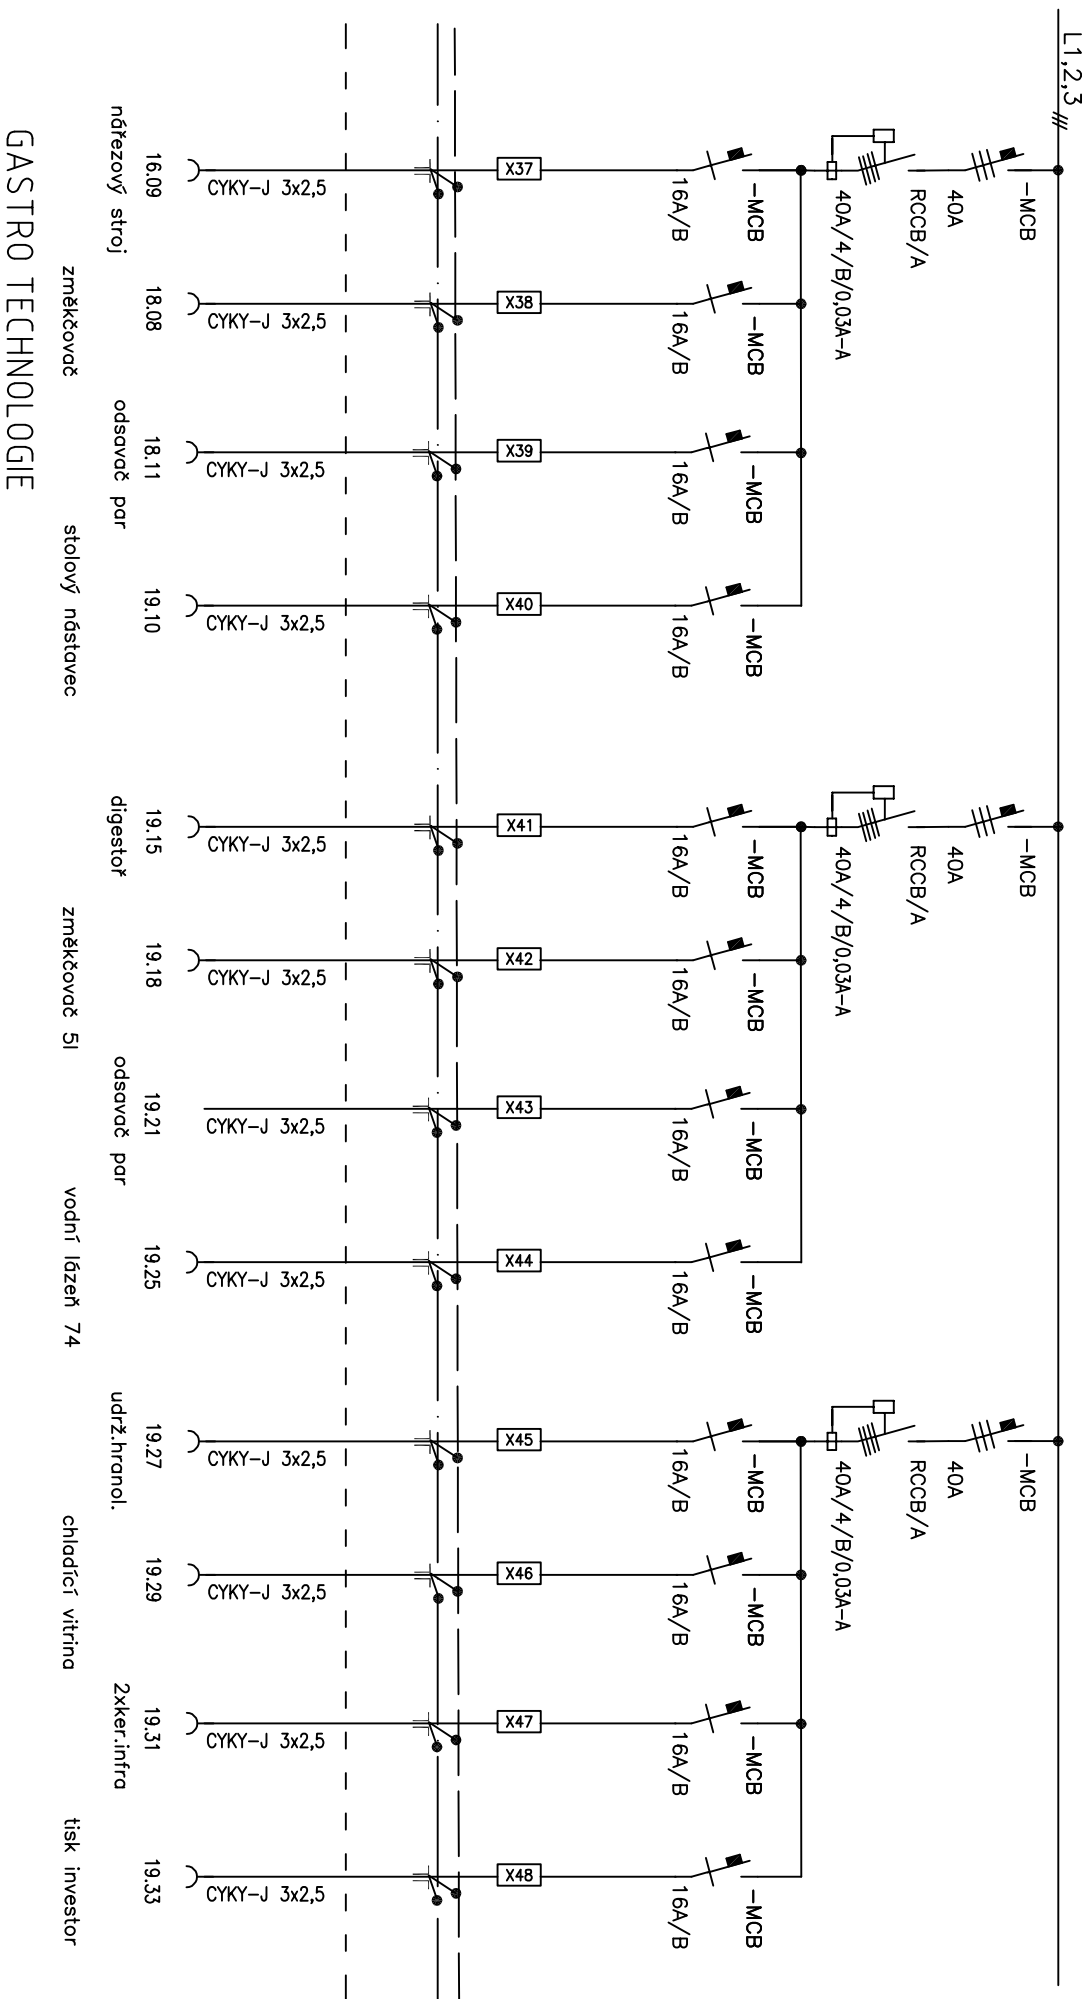 L1,2,3
-MCB
40A
RCCB/A
40A/4/B/0,03A-A
-MCB
40A
RCCB/A
40A/4/B/0,03A-A
-MCB
40A
RCCB/A
40A/4/B/0,03A-A
-MCB
16A/B
X37
CYKY-J 3x2,5
16.09
nářezový stroj
-MCB
16A/B
X38
CYKY-J 3x2,5
18.08
změkčovač
-MCB
16A/B
X39
CYKY-J 3x2,5
18.11
odsavač par
-MCB
16A/B
X40
CYKY-J 3x2,5
19.10
stolový nástavec
-MCB
16A/B
X41
CYKY-J 3x2,5
19.15
digestoř
-MCB
16A/B
X42
CYKY-J 3x2,5
19.18
změkčovač 5l
-MCB
16A/B
X43
CYKY-J 3x2,5
19.21
odsavač par
-MCB
16A/B
X44
CYKY-J 3x2,5
19.25
vodní lázeň 74
-MCB
16A/B
X45
CYKY-J 3x2,5
19.27
udrž.hranol.
-MCB
16A/B
X46
CYKY-J 3x2,5
19.29
chladící vitrina
-MCB
16A/B
X47
CYKY-J 3x2,5
19.31
2xker.infra
-MCB
16A/B
X48
CYKY-J 3x2,5
19.33
tisk investor
GASTRO TECHNOLOGIE